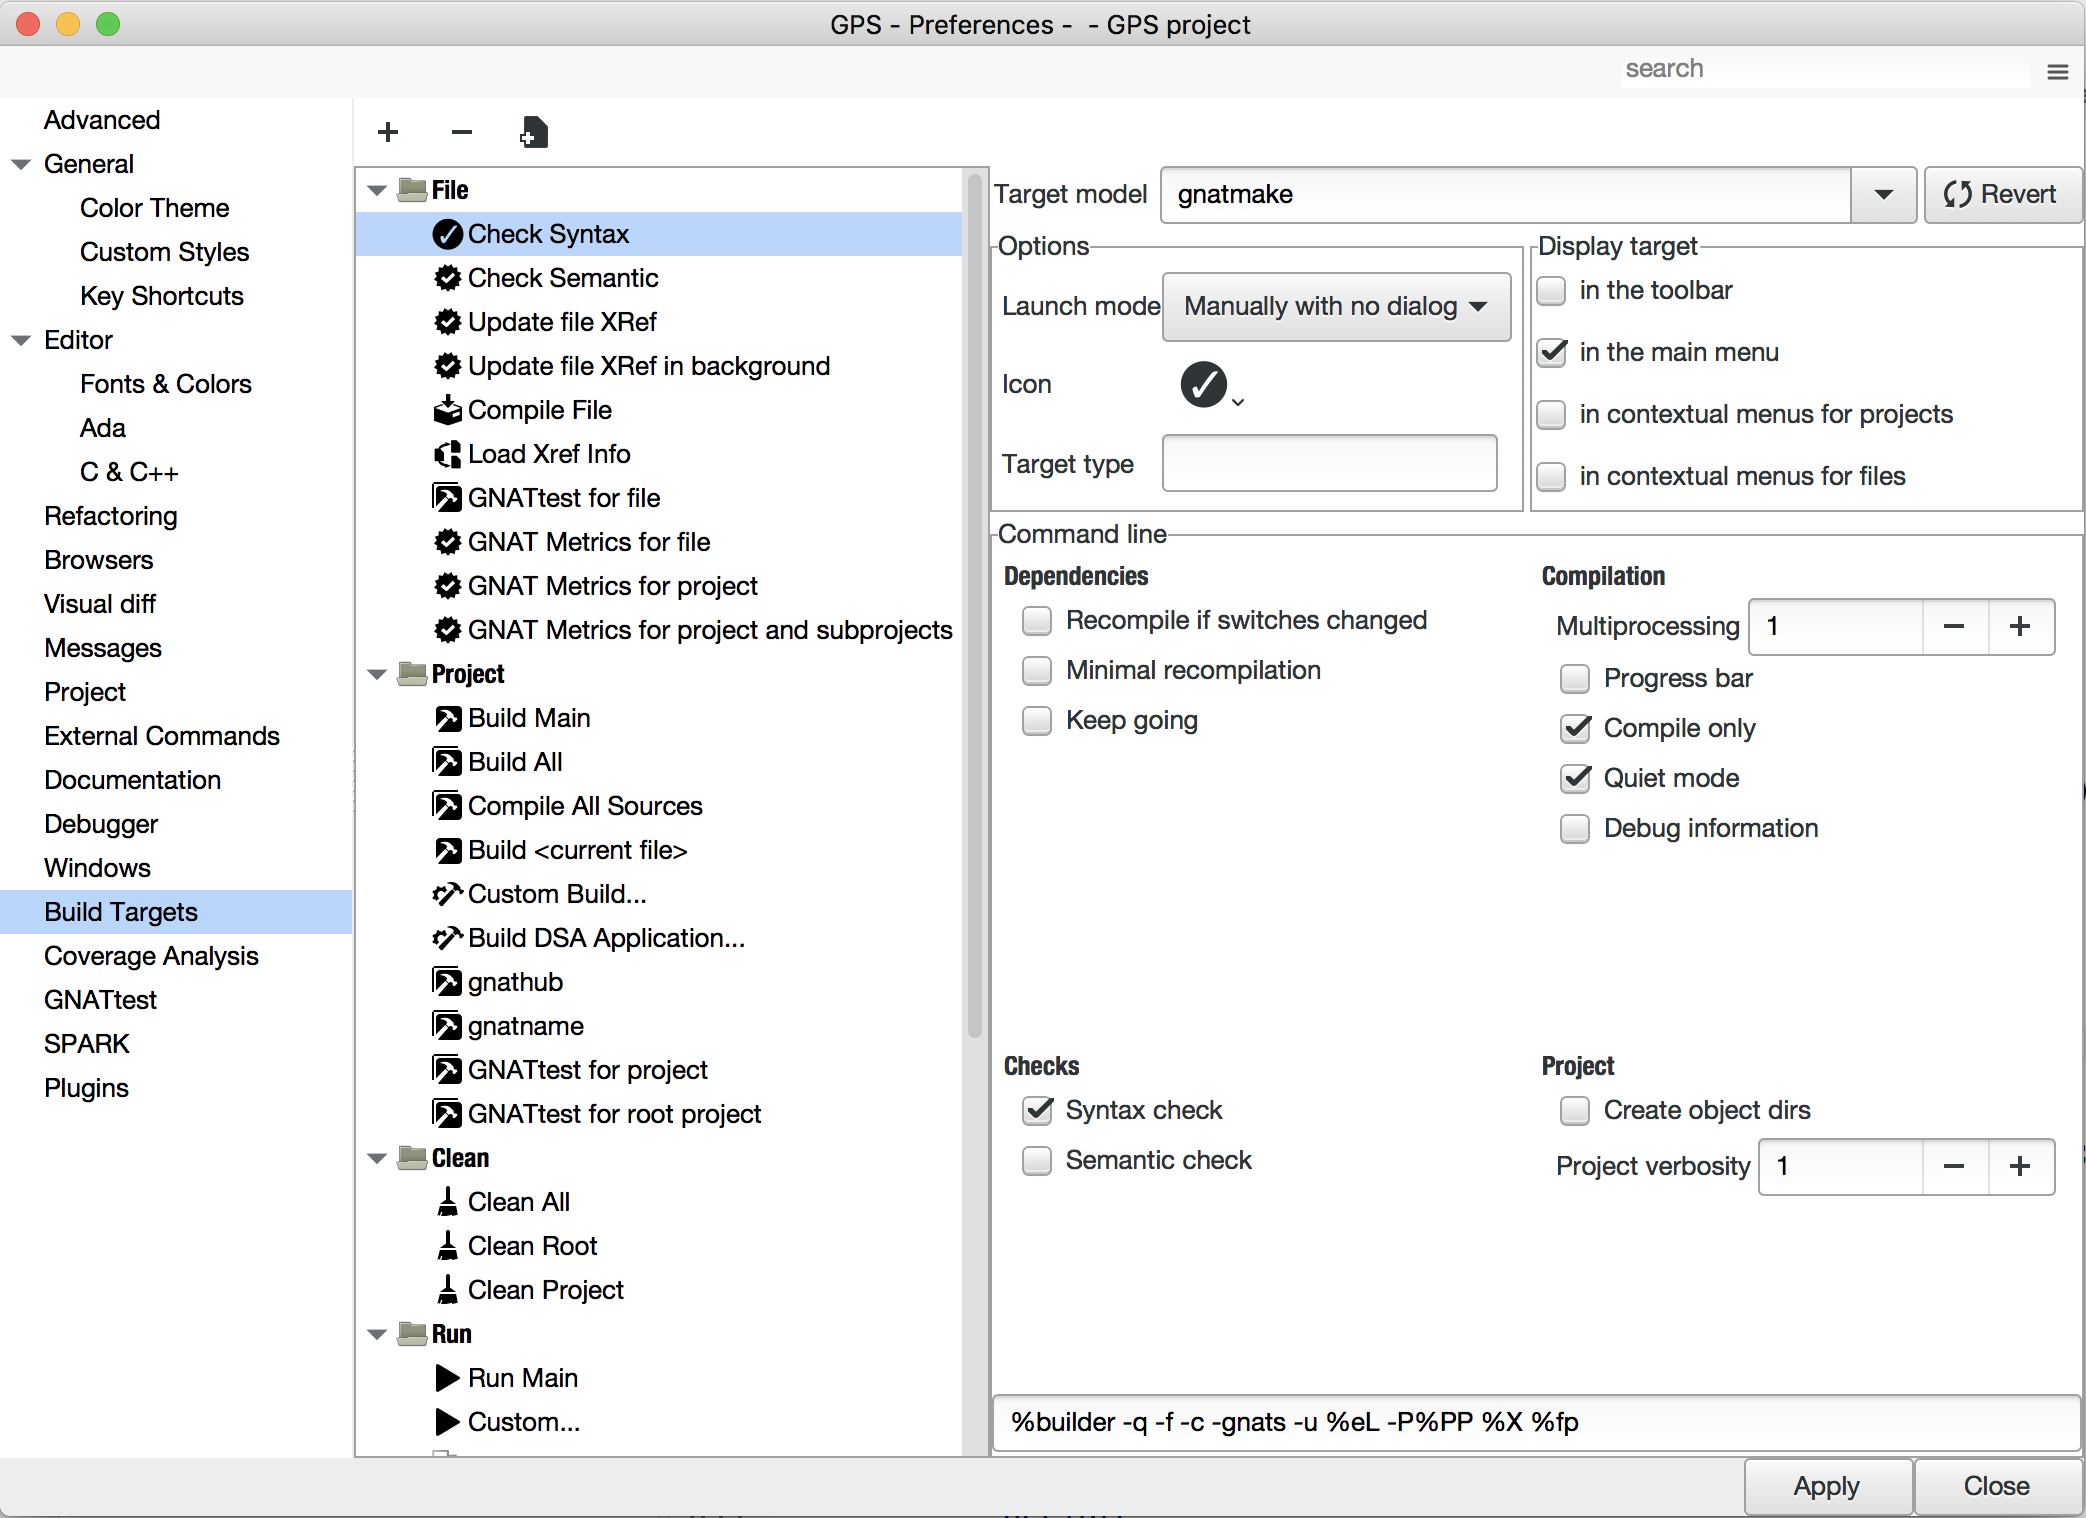 GPS - Preferences -  - GPS project
search
Advanced
General
Color Theme
Custom Styles
Key Shortcuts
Editor
Fonts & Colors
Ada
C & C++
Refactoring
Browsers
Visual diff
Messages
Project
External Commands
Documentation
Debugger
Windows
Build Targets
Coverage Analysis
GNATtest
SPARK
Plugins
File
Check Syntax
Check Semantic
Update file XRef
Update file XRef in background
Compile File
Load Xref Info
GNATtest for file
GNAT Metrics for file
GNAT Metrics for project
GNAT Metrics for project and subprojects
Project
Build Main
Build All
Compile All Sources
Build <current file>
Custom Build...
Build DSA Application...
gnathub
gnatname
GNATtest for project
GNATtest for root project
Clean
Clean All
Clean Root
Clean Project
Run
Run Main
Custom...
Target model gnatmake Revert
Options
Launch mode Manually with no dialog
Icon
Target type
Display target
in the toolbar
in the main menu
in contextual menus for projects
in contextual menus for files
Command line
Dependencies
Recompile if switches changed
Minimal recompilation
Keep going
Compilation
Multiprocessing 1
Progress bar
Compile only
Quiet mode
Debug information
Checks
Syntax check
Semantic check
Project
Create object dirs
Project verbosity 1
%builder -q -f -c -gnats -u %eL -P%PP %X %fp
Apply Close